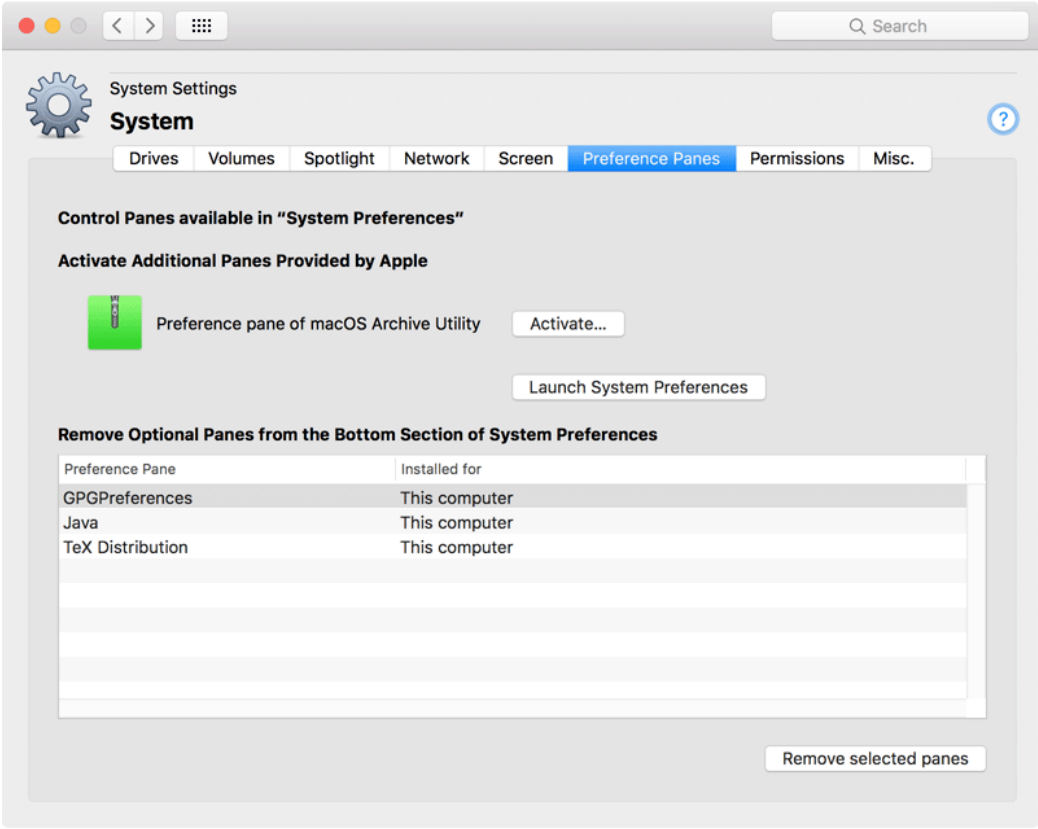 Search
System Settings
System
?
Drives Volumes Spotlight Network Screen Preference Panes Permissions Misc.
Control Panes available in “System Preferences”
Activate Additional Panes Provided by Apple
Preference pane of macOS Archive Utility Activate...
Launch System Preferences
Remove Optional Panes from the Bottom Section of System Preferences
Preference Pane Installed for
GPGPreferences This computer
Java This computer
TeX Distribution This computer
Remove selected panes